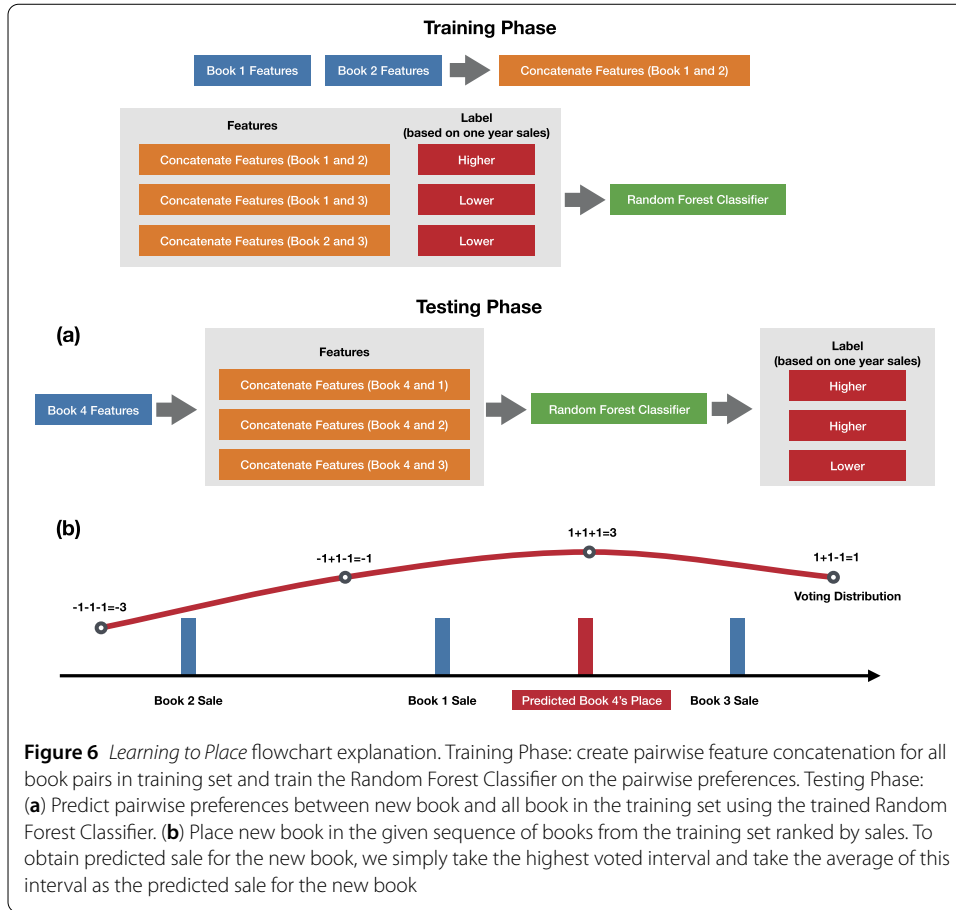 Training Phase
Book 1 Features
Book 2 Features
Concatenate Features (Book 1 and 2)
Features
Label
(based on one year sales)
Concatenate Features (Book 1 and 2)
Higher
Concatenate Features (Book 1 and 3)
Lower
Random Forest Classifier
Concatenate Features (Book 2 and 3)
Lower
Testing Phase
(a)
Features
Label
(based on one year sales)
Book 4 Features
Concatenate Features (Book 4 and 1)
Concatenate Features (Book 4 and 2)
Concatenate Features (Book 4 and 3)
Random Forest Classifier
Higher
Higher
Lower
(b)
-1-1-1=-3
-1+1-1=-1
1+1+1=3
1+1-1=1
Voting Distribution
Book 2 Sale
Book 1 Sale
Predicted Book 4's Place
Book 3 Sale
Figure 6 Learning to Place flowchart explanation. Training Phase: create pairwise feature concatenation for all
book pairs in training set and train the Random Forest Classifier on the pairwise preferences. Testing Phase:
(a) Predict pairwise preferences between new book and all book in the training set using the trained Random
Forest Classifier. (b) Place new book in the given sequence of books from the training set ranked by sales. To
obtain predicted sale for the new book, we simply take the highest voted interval and take the average of this
interval as the predicted sale for the new book